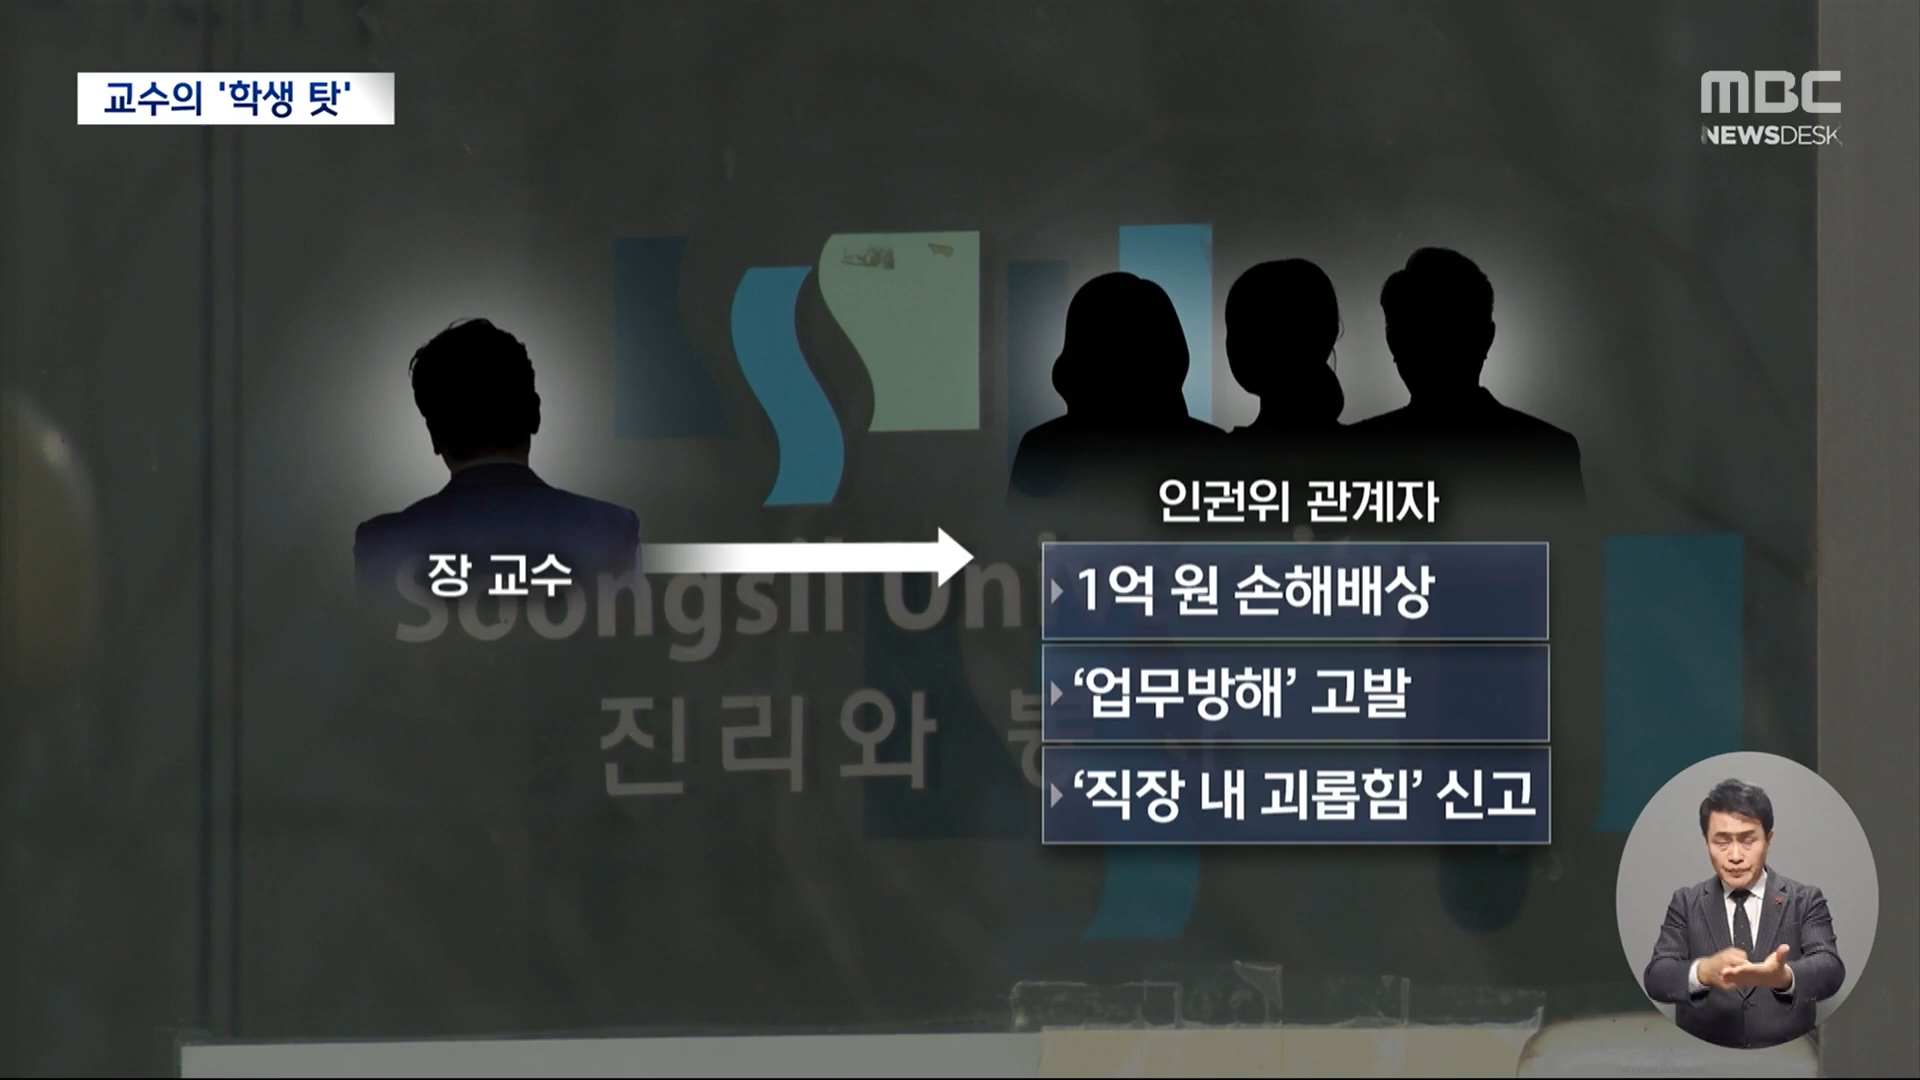 교수의 '학생 탓'
MBC
NEWSDESK
인권위 관계자
장 교수
▸ 1억 원 손해배상
▸ ‘업무방해’ 고발
▸ ‘직장 내 괴롭힘’ 신고
Soongsil Uni
진리와